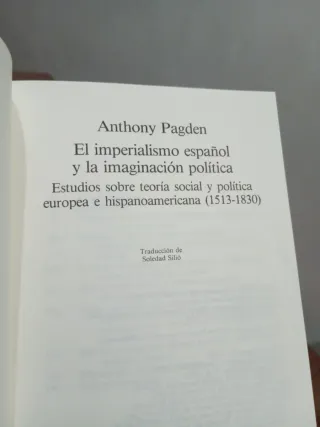 Anthony Pagden
El imperialismo español
y la imaginación política
Estudios sobre teoría social y política
europea e hispanoamericana (1513-1830)
Traducción de
Soledad Silió